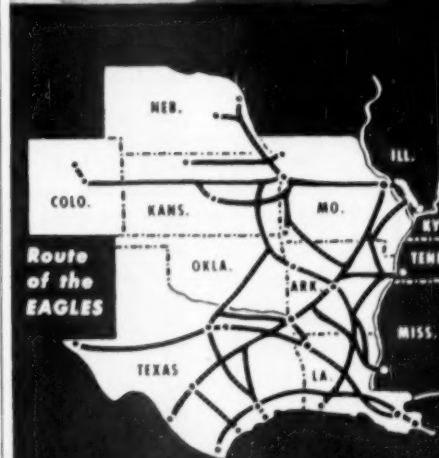 NEB.
ILL.
COLO.
KANS.
MO.
KY
TENN
Route
of the
EAGLES
OKLA.
ARK.
MISS.
TEXAS
LA.